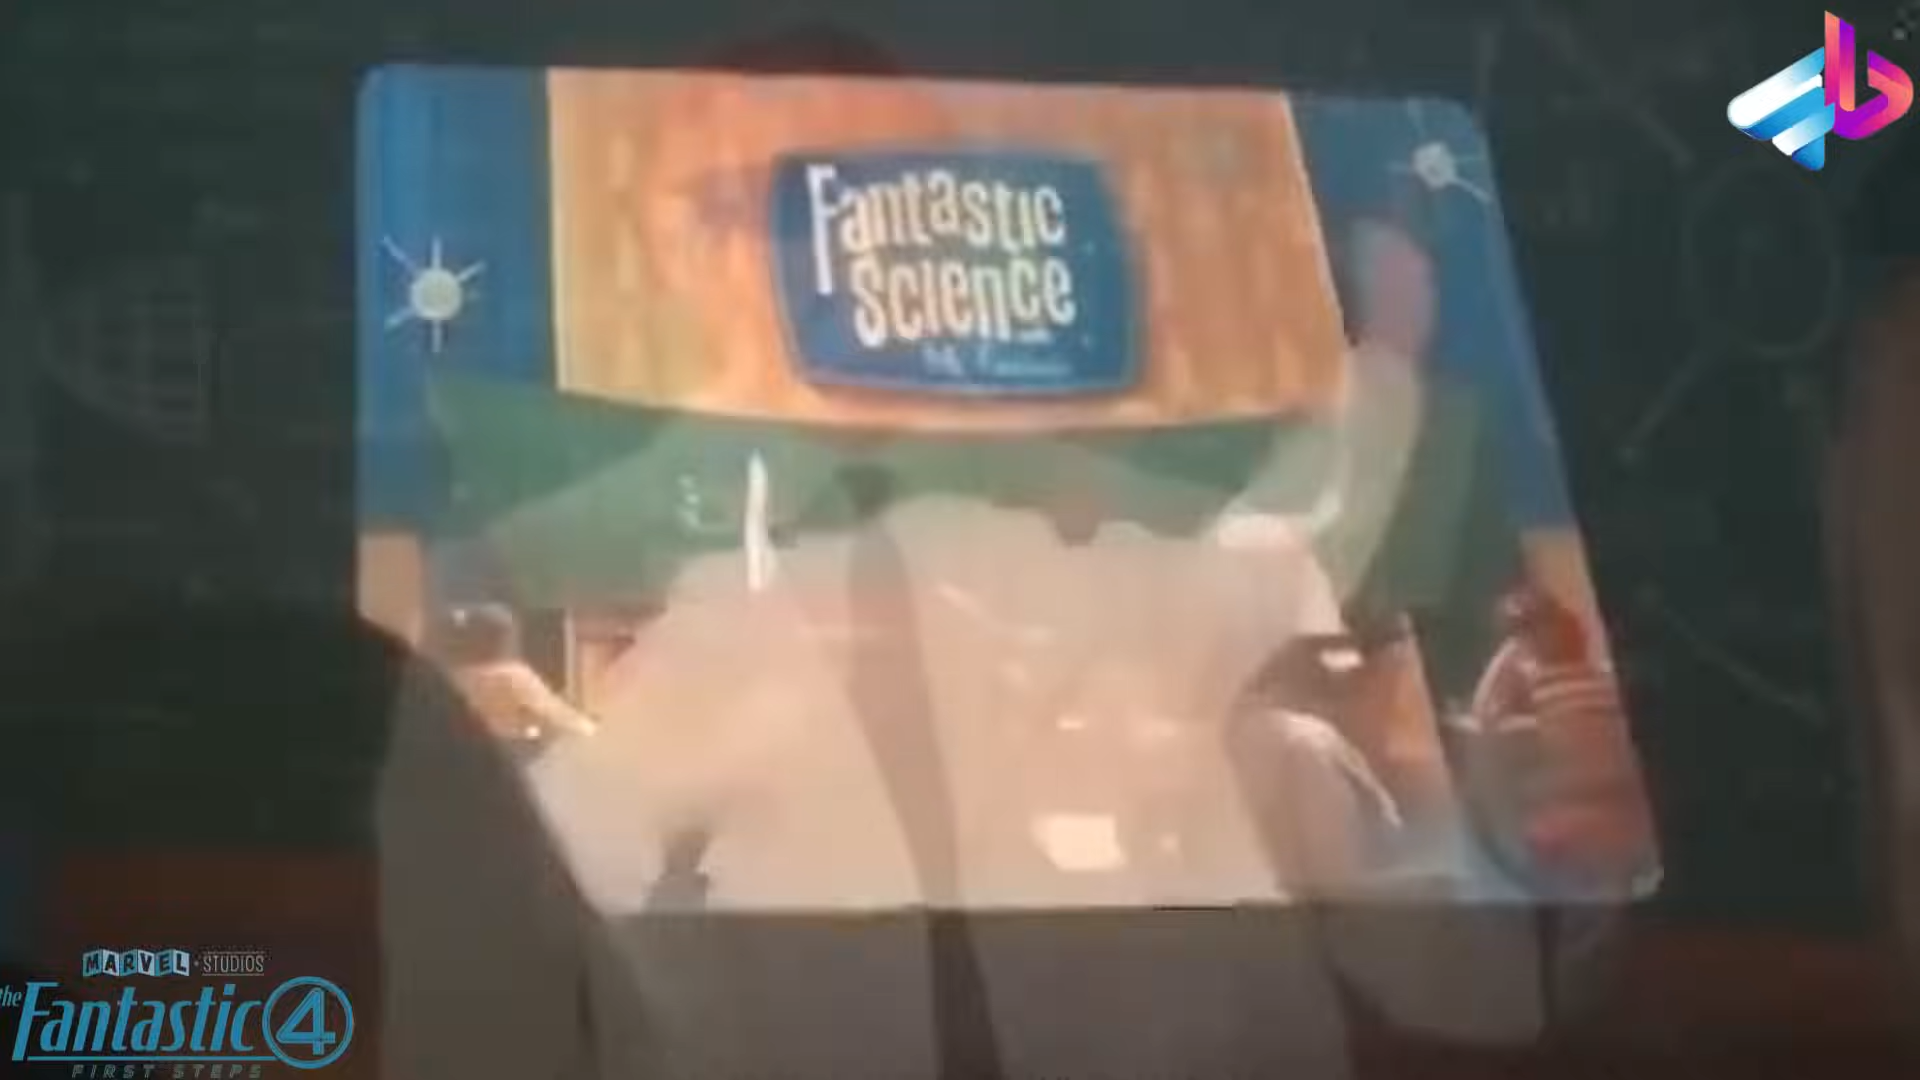 Fantastic
Science
MARVEL STUDIOS
the
Fantastic 4
FIRST STEPS